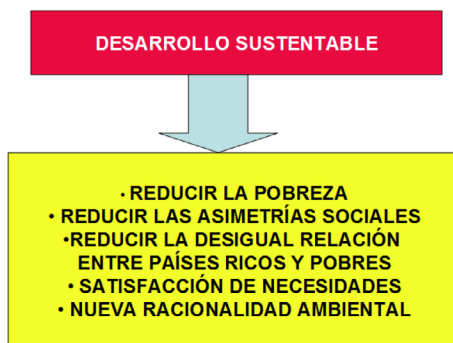 DESARROLLO SUSTENTABLE
• REDUCIR LA POBREZA
• REDUCIR LAS ASIMETRÍAS SOCIALES
•REDUCIR LA DESIGUAL RELACIÓN
ENTRE PAÍSES RICOS Y POBRES
• SATISFACCIÓN DE NECESIDADES
• NUEVA RACIONALIDAD AMBIENTAL